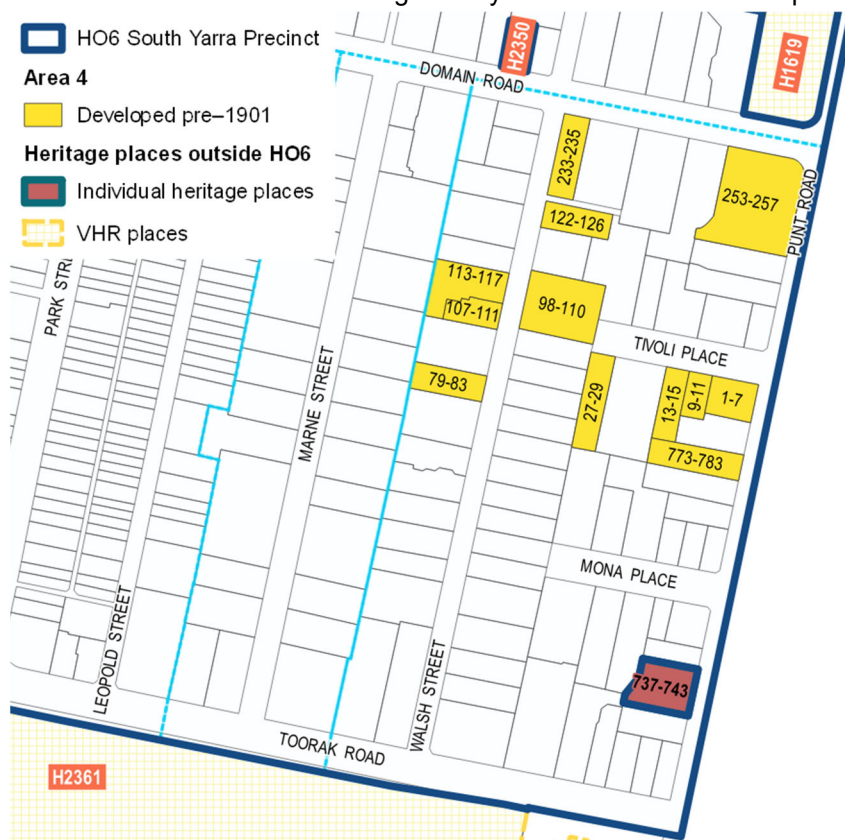 HO6 South Yarra Precinct
Area 4
Developed pre–1901
Heritage places outside HO6
Individual heritage places
VHR places
H2350
H1619
DOMAIN ROAD
233-235
253-257
PUNT ROAD
122-126
PARK STRE
113-117
107-111
98-110
TIVOLI PLACE
MARNE STREET
79-83
27-29
13-15
9-11
1-7
773-783
MONA PLACE
LEOPOLD STREET
WALSH STREET
737-743
TOORAK ROAD
H2361